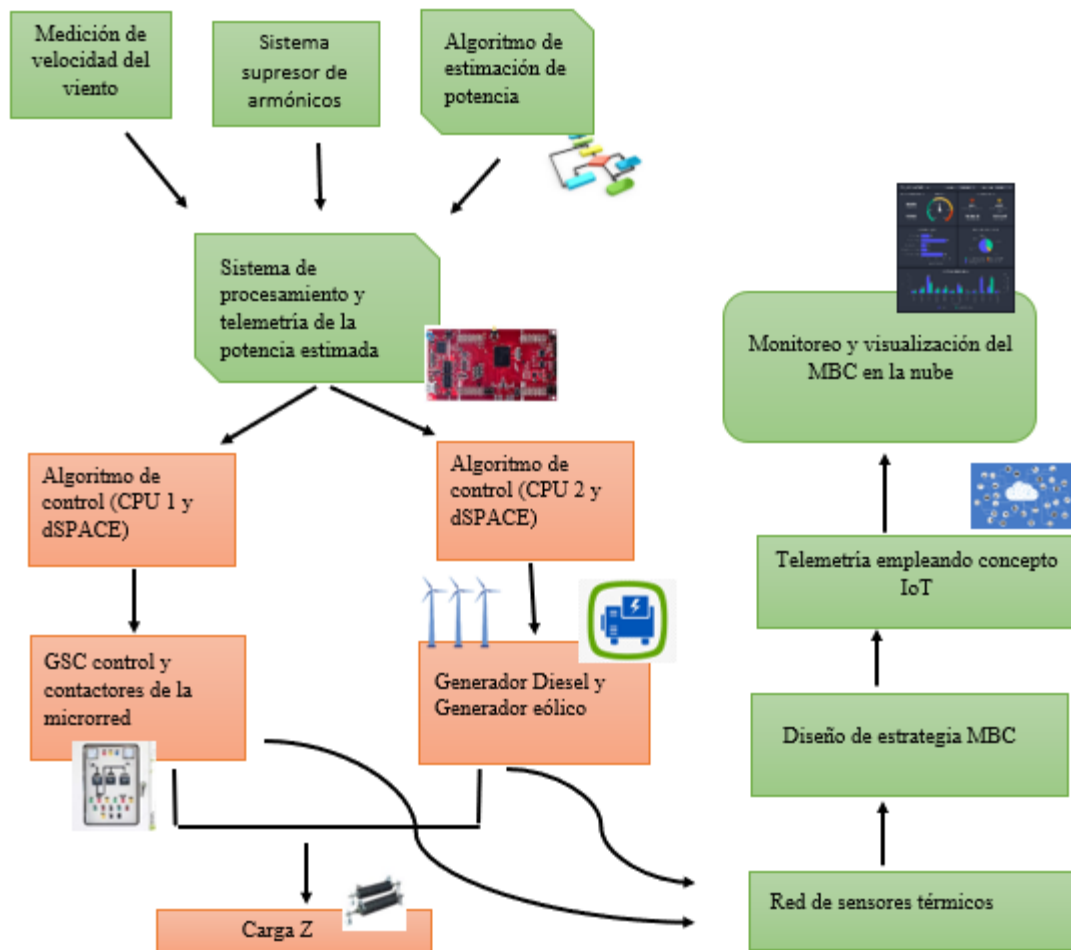 Medición de
velocidad del
viento
Sistema
supresor de
armónicos
Algoritmo de
estimación de
potencia
Sistema de
procesamiento y
telemetría de la
potencia estimada
Monitoreo y visualización del
MBC en la nube
Algoritmo de
control (CPU 1 y
dSPACE)
Algoritmo de
control (CPU 2 y
dSPACE)
Telemetría empleando concepto
IoT
GSC control y
contactores de la
microrred
Generador Diesel y
Generador eólico
Diseño de estrategia MBC
Red de sensores térmicos
Carga Z